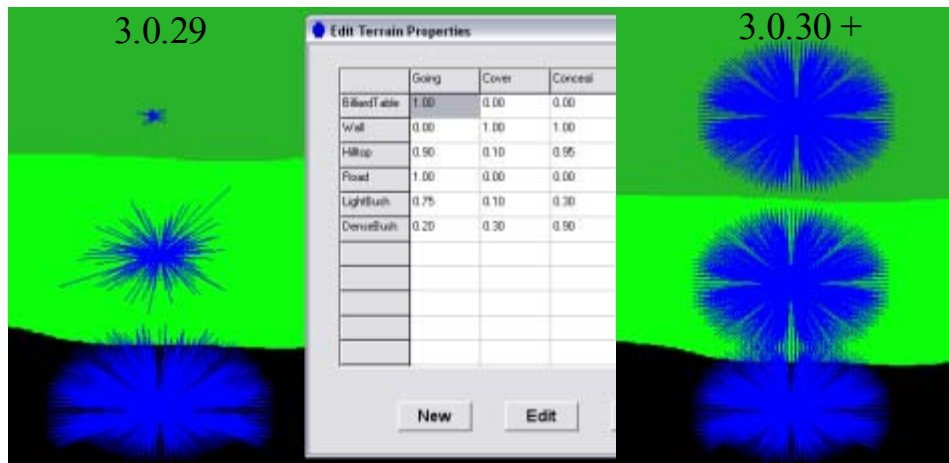 3.0.29
Edit Terrain Properties
Going Cover Conceal
BilliardTable 1.00 0.00 0.00
Wall 0.00 1.00 1.00
Hilltop 0.90 0.10 0.95
Road 1.00 0.00 0.00
LightBush 0.75 0.10 0.30
DenseBush 0.20 0.30 0.90
New Edit
3.0.30 +